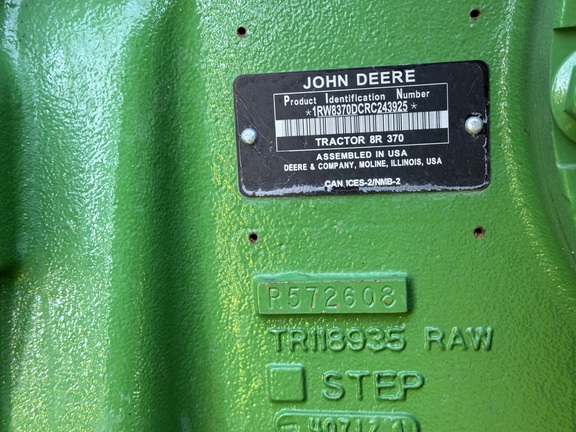 JOHN DEERE
Product Identification Number
*1RW8370DCRC243925*
TRACTOR 8R 370
ASSEMBLED IN USA
DEERE & COMPANY, MOLINE, ILLINOIS, USA
CAN ICES-2/NMB-2
R572608
TR118935 RAW
STEP